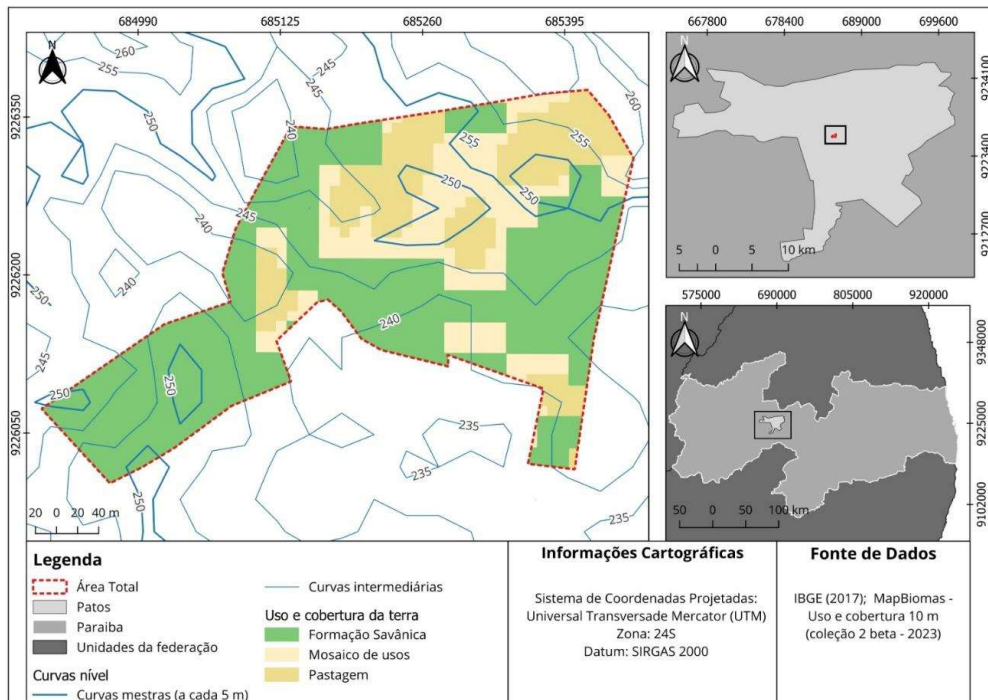 684990 685125 685260 685395
9226350
9226200
9226050
N
260
255
250
245
245
240
260
255
255
250
250
245
240
240
250
245
240
250
250
250
235
235
235
20 0 20 40 m
667800 678400 689000 699600
9234100
9223400
9212700
N
5 0 5 10 km
575000 690000 805000 920000
9348000
9225000
9102000
N
50 0 50 100 km
Legenda
Área Total
Patos
Paraiba
Unidades da federação
Curvas nível
Curvas mestras (a cada 5 m)
Curvas intermediárias
Uso e cobertura da terra
Formação Savânica
Mosaico de usos
Pastagem
Informações Cartográficas
Sistema de Coordenadas Projetadas:
Universal Transversade Mercator (UTM)
Zona: 24S
Datum: SIRGAS 2000
Fonte de Dados
IBGE (2017); MapBiomas -
Uso e cobertura 10 m
(coleção 2 beta - 2023)